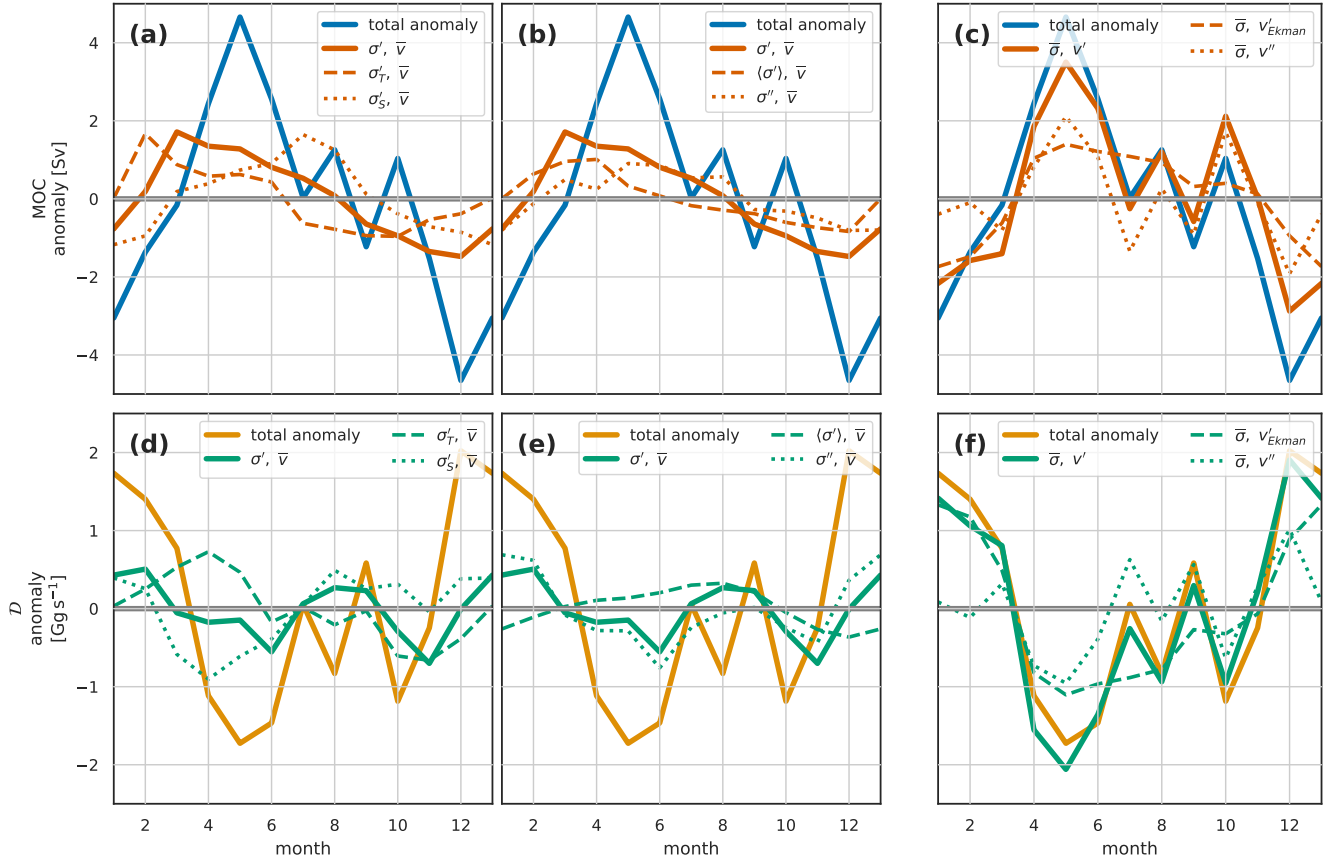 (a)
total anomaly
σ′, v̅
σ′_T, v̅
σ′_S, v̅
(b)
total anomaly
σ′, v̅
⟨σ′⟩, v̅
σ″, v̅
(c)
total anomaly
σ̅, v′
σ̅, v′_Ekman
σ̅, v″
MOC
anomaly [Sv]
4
2
0
−2
−4
(d)
total anomaly
σ′, v̅
σ′_T, v̅
σ′_S, v̅
(e)
total anomaly
σ′, v̅
⟨σ′⟩, v̅
σ″, v̅
(f)
total anomaly
σ̅, v′
σ̅, v′_Ekman
σ̅, v″
𝒟
anomaly
[Gg s⁻¹]
2
1
0
−1
−2
2 4 6 8 10 12
month
2 4 6 8 10 12
month
2 4 6 8 10 12
month